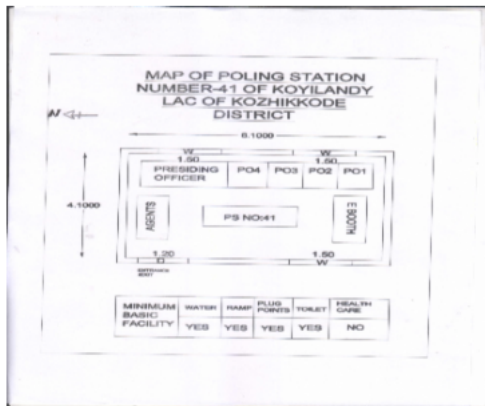 MAP OF POLING STATION
NUMBER-41 OF KOYILANDY
LAC OF KOZHIKKODE
DISTRICT
N
6.1000
W W
1.50 1.50
PRESIDING OFFICER PO4 PO3 PO2 PO1
4.1000
AGENTS
PS NO:41
E BOOTH
1.20 1.50
D W
MINIMUM BASIC FACILITY WATER RAMP PLUG POINTS TOILET HEALTH CARE
YES YES YES YES NO